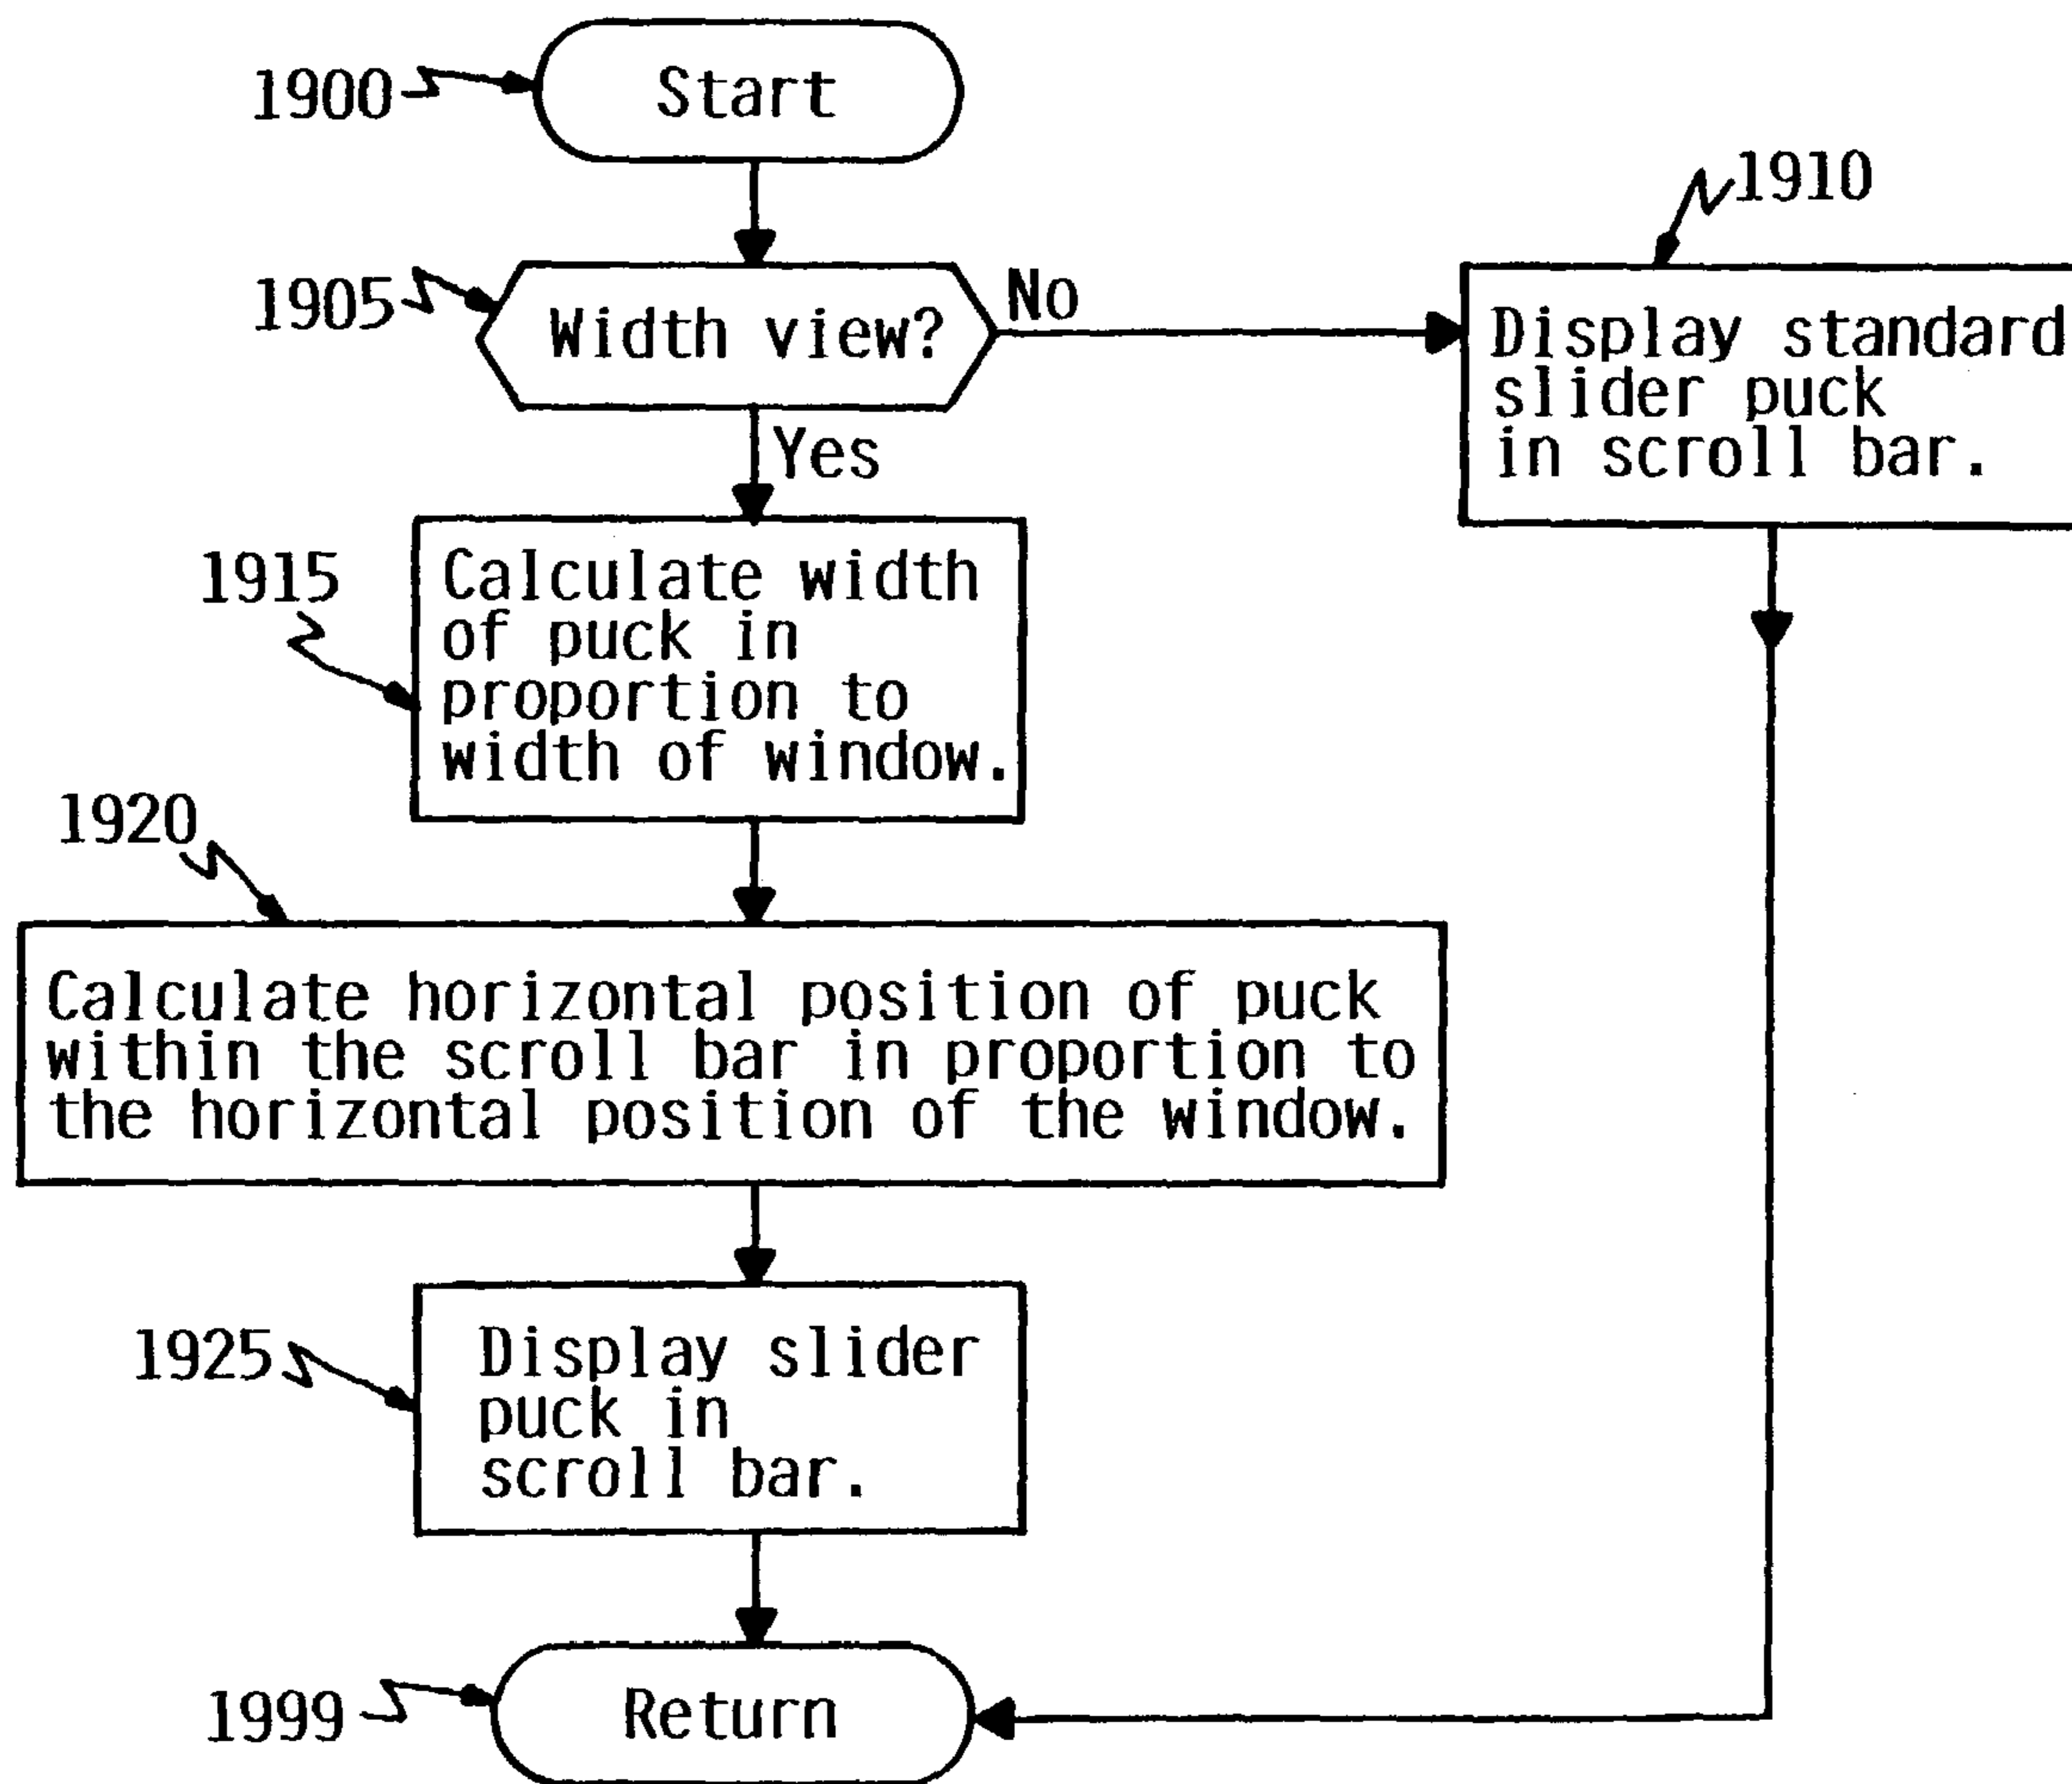 1900
Start
1905
Width view?
No
1910
Display standard
slider puck
in scroll bar.
Yes
1915
Calculate width
of puck in
proportion to
width of window.
1920
Calculate horizontal position of puck
within the scroll bar in proportion to
the horizontal position of the window.
1925
Display slider
puck in
scroll bar.
1999
Return